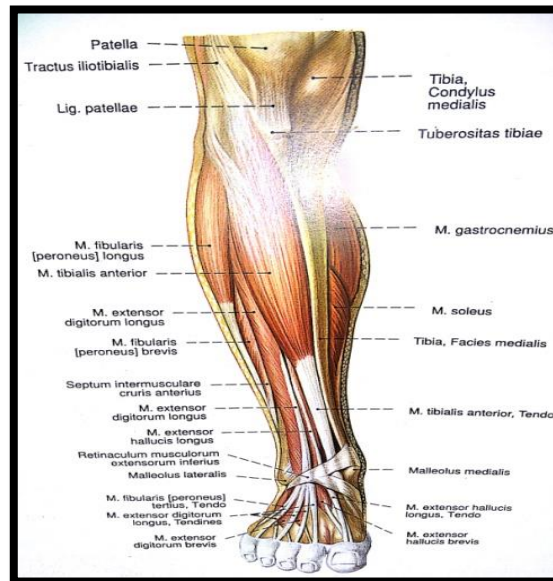 Patella
Tractus iliotibialis
Lig. patellae
M. fibularis
[peroneus] longus
M. tibialis anterior
M. extensor
digitorum longus
M. fibularis
[peroneus] brevis
Septum intermusculare
cruris anterius
M. extensor
digitorum longus
M. extensor
hallucis longus
Retinaculum musculorum
extensorum inferius
Malleolus lateralis
M. fibularis [peroneus]
tertius, Tendo
M. extensor digitorum
longus, Tendines
M. extensor
digitorum brevis
Tibia,
Condylus
medialis
Tuberositas tibiae
M. gastrocnemius
M. soleus
Tibia, Facies medialis
M. tibialis anterior, Tendo
Malleolus medialis
M. extensor hallucis
longus, Tendo
M. extensor
hallucis brevis